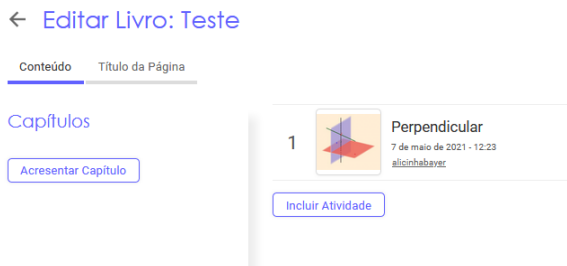 ← Editar Livro: Teste
Conteúdo Título da Página
Capítulos
Acresentar Capítulo
1
Perpendicular
7 de maio de 2021 - 12:23
alicinhabayer
Incluir Atividade